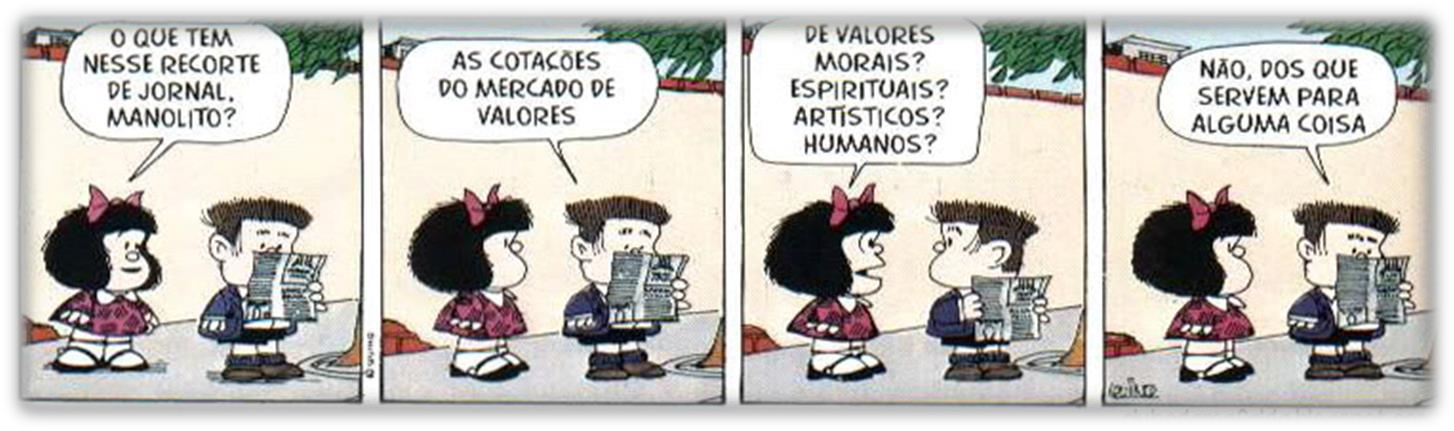 O QUE TEM
NESSE RECORTE
DE JORNAL,
MANOLITO?
AS COTAÇÕES
DO MERCADO DE
VALORES
DE VALORES
MORAIS?
ESPIRITUAIS?
ARTÍSTICOS?
HUMANOS?
NÃO, DOS QUE
SERVEM PARA
ALGUMA COISA
QUINO